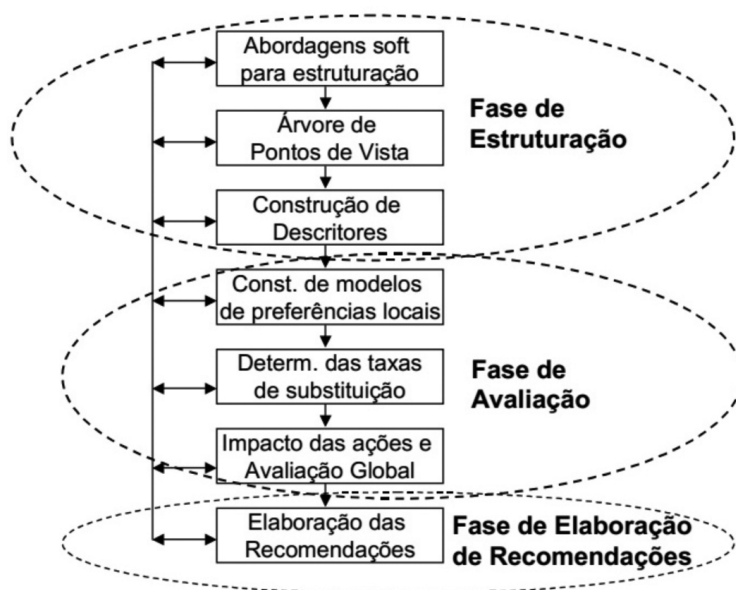 Abordagens soft
para estruturação
Fase de
Estruturação
Árvore de
Pontos de Vista
Construção de
Descritores
Const. de modelos
de preferências locais
Determ. das taxas
de substituição
Fase de
Avaliação
Impacto das ações e
Avaliação Global
Elaboração das
Recomendações
Fase de Elaboração
de Recomendações